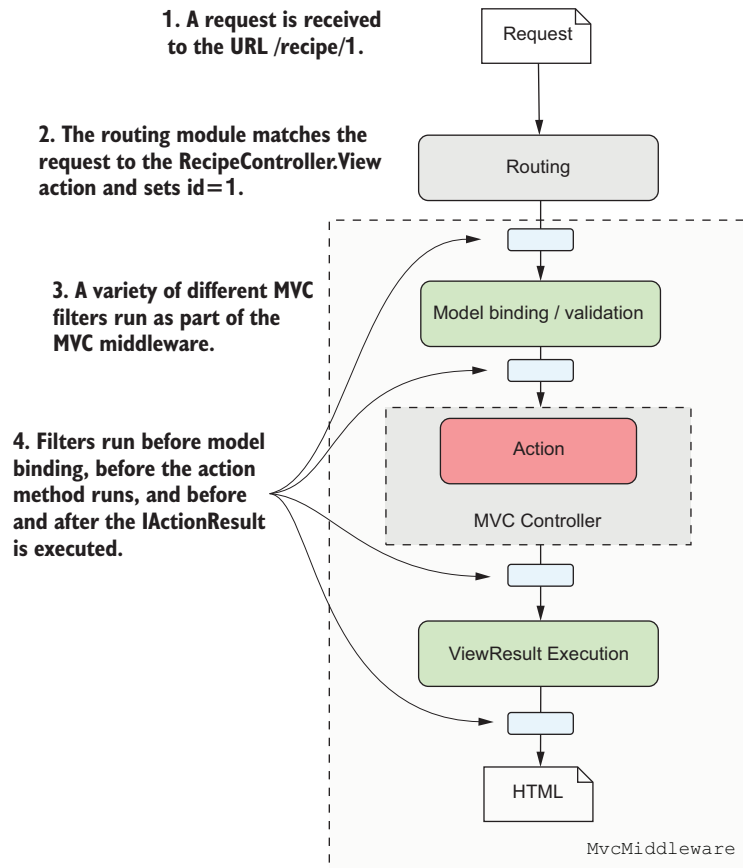 1. A request is received
to the URL /recipe/1.
Request
2. The routing module matches the
request to the RecipeController.View
action and sets id=1.
Routing
3. A variety of different MVC
filters run as part of the
MVC middleware.
Model binding / validation
4. Filters run before model
binding, before the action
method runs, and before
and after the IActionResult
is executed.
Action
MVC Controller
ViewResult Execution
HTML
MvcMiddleware